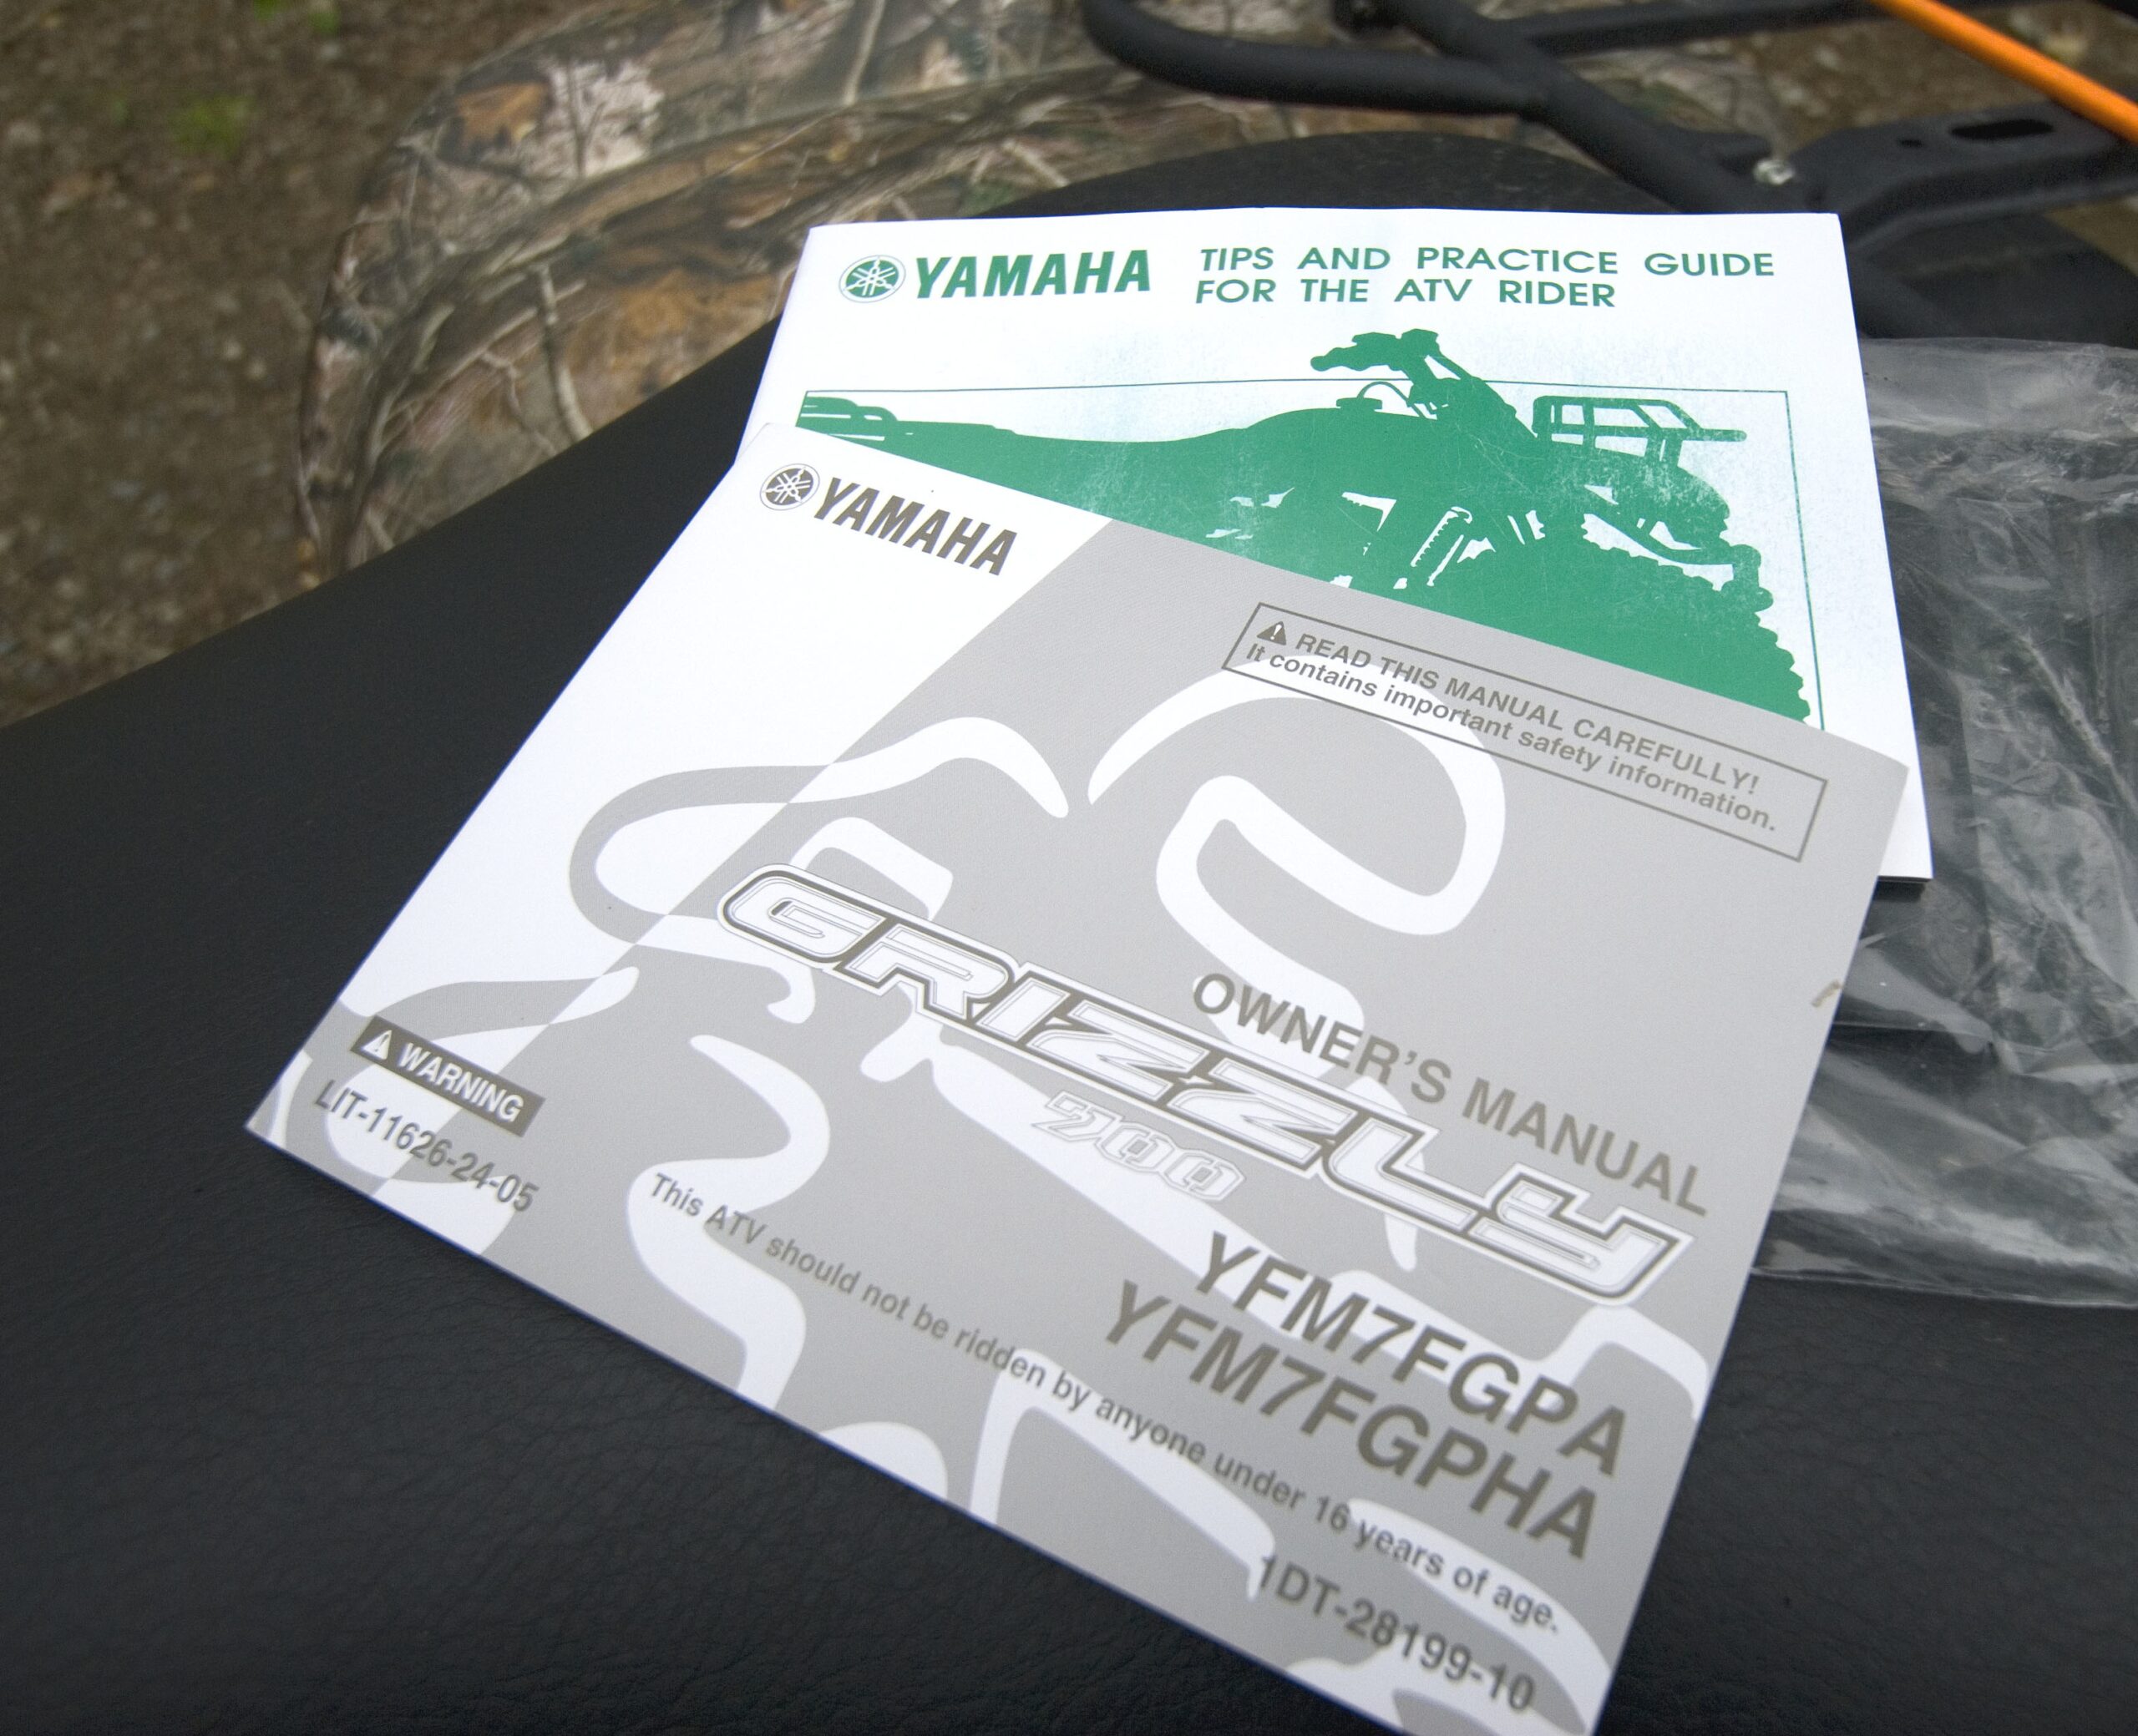 YAMAHA
TIPS AND PRACTICE GUIDE
FOR THE ATV RIDER
YAMAHA
READ THIS MANUAL CAREFULLY!
It contains important safety information.
OWNER'S MANUAL
GRIZZLY
700
YFM7FGPA
YFM7FGPHA
WARNING
LIT-11626-24-05
This ATV should not be ridden by anyone under 16 years of age.
1DT-28199-10